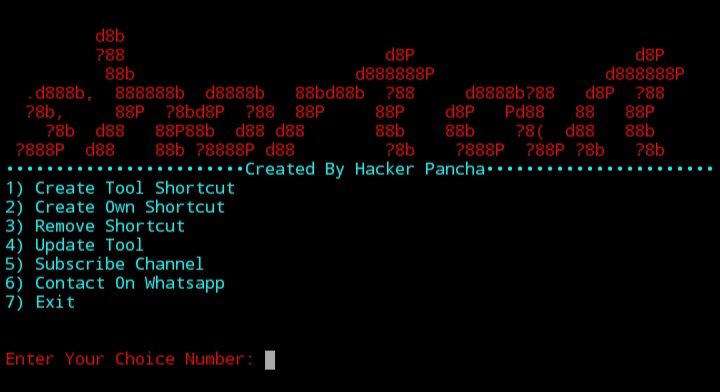 d8b
         ?88                          d8P                      d8P
          88b                      d888888P                 d888888P
  .d888b,  888888b  d8888b   88bd88b  ?88     d8888b?88   d8P  ?88
  ?8b,     88P  ?8bd8P  ?88  88P     88P    d8P   Pd88   88   88P
    ?8b  d88   88P88b  d88 d88       88b    88b    ?8(  d88   88b
 ?888P  d88    88b ?8888P d88        ?8b    ?888P  ?88P ?8b   ?8b
•••••••••••••••••••••••••Created By Hacker Pancha••••••••••••••••••••••••
1) Create Tool Shortcut
2) Create Own Shortcut
3) Remove Shortcut
4) Update Tool
5) Subscribe Channel
6) Contact On Whatsapp
7) Exit
Enter Your Choice Number: